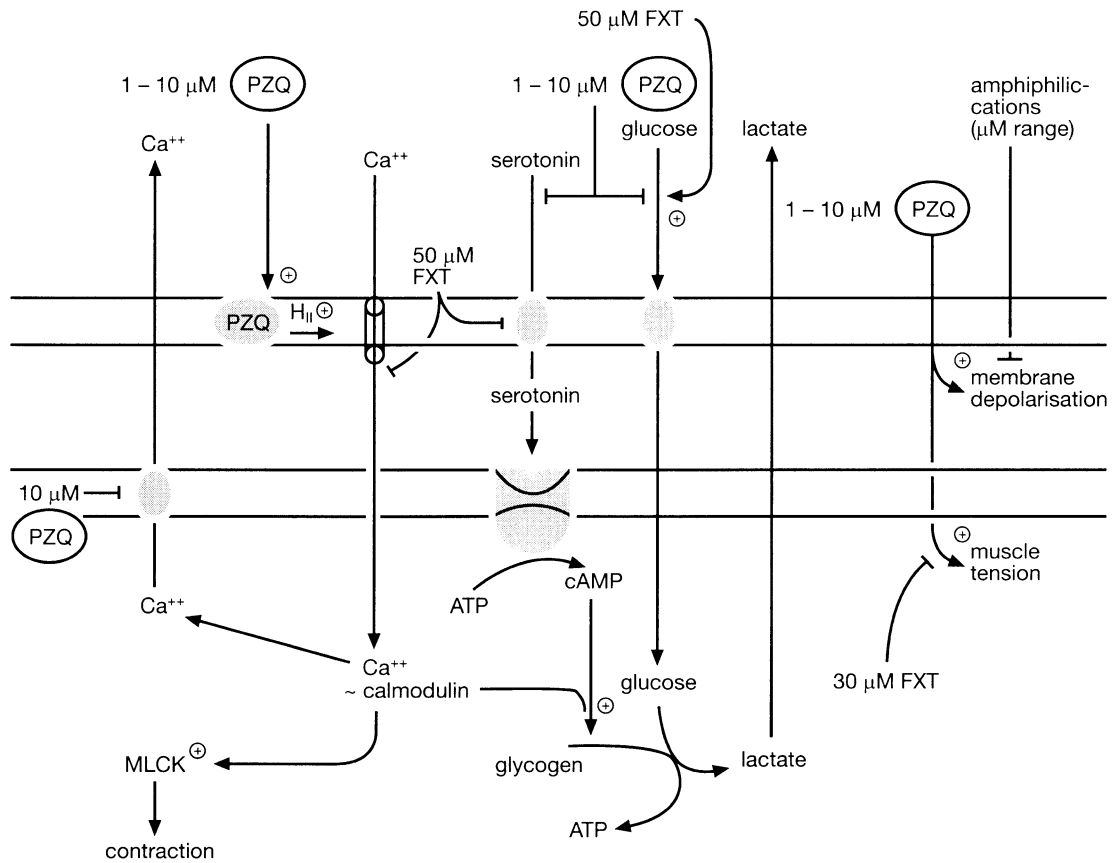 50 μM FXT
1 – 10 μM PZQ
1 – 10 μM PZQ
amphiphilic-
cations
(μM range)
Ca++
Ca++
serotonin
glucose
lactate
1 – 10 μM PZQ
+
+
50 μM
FXT
PZQ
HII +
+
membrane
depolarisation
serotonin
10 μM
PZQ
+
muscle
tension
ATP
cAMP
Ca++
Ca++
~ calmodulin
glucose
30 μM FXT
+
MLCK +
glycogen
lactate
ATP
contraction